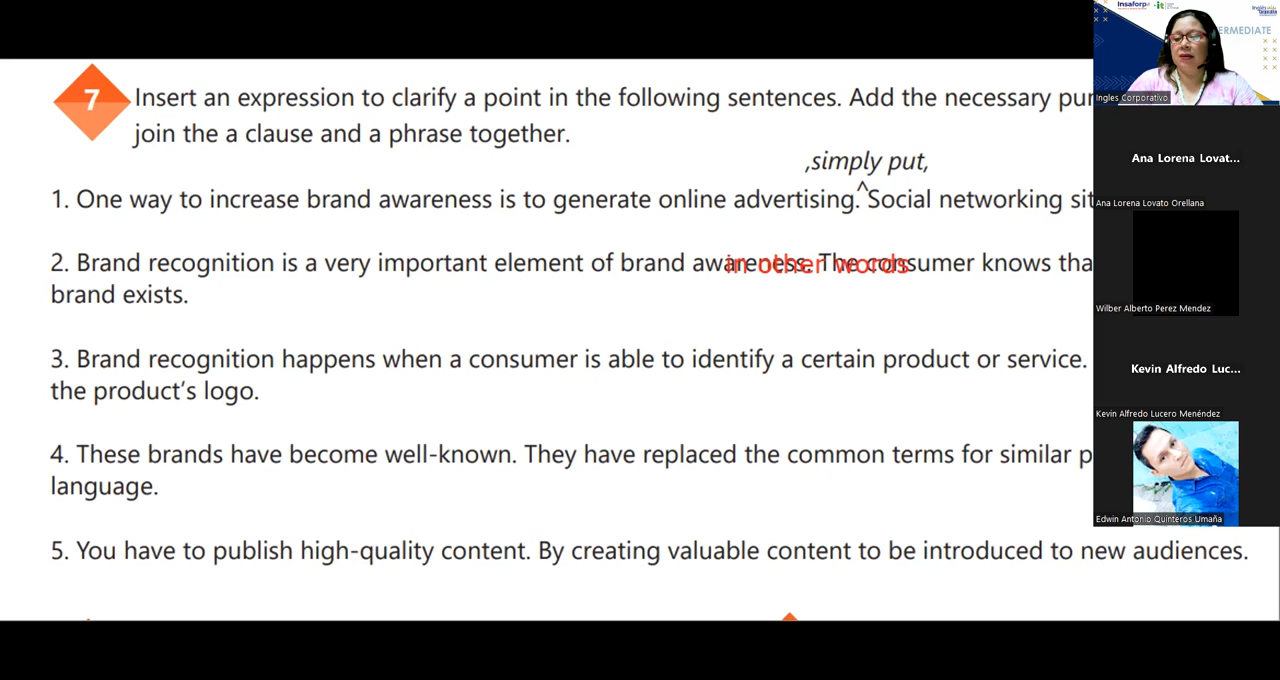 7
Insert an expression to clarify a point in the following sentences. Add the necessary
join the a clause and a phrase together.
,simply put,
^
1. One way to increase brand awareness is to generate online advertising. Social networking
2. Brand recognition is a very important element of brand awareness. The consumer knows
in other words
brand exists.
3. Brand recognition happens when a consumer is able to identify a certain product or service.
the product's logo.
4. These brands have become well-known. They have replaced the common terms for similar
language.
5. You have to publish high-quality content. By creating valuable content to be introduced to new audiences.
Insaforp
ERMEDIATE
Ingles Corporativo
Ana Lorena Lovat...
Ana Lorena Lovato Orellana
Wilber Alberto Perez Mendez
Kevin Alfredo Luc...
Kevin Alfredo Lucero Menéndez
Edwin Antonio Quinteros Umaña